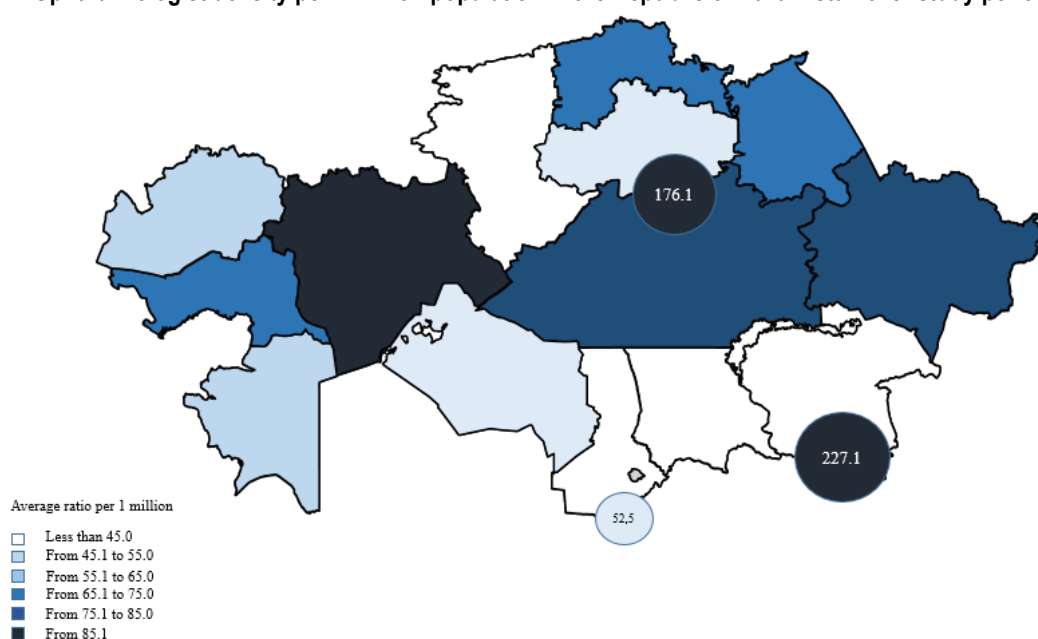 176.1
227.1
52,5
Average ratio per 1 million
Less than 45.0
From 45.1 to 55.0
From 55.1 to 65.0
From 65.1 to 75.0
From 75.1 to 85.0
From 85.1